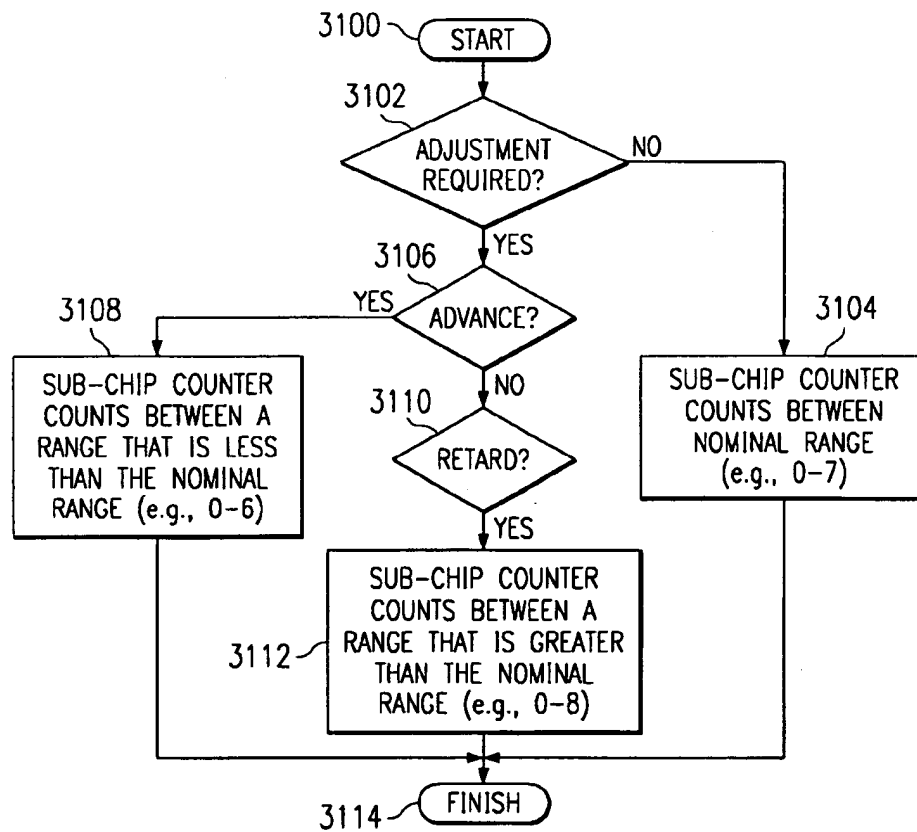 3100
START
3102
ADJUSTMENT
REQUIRED?
NO
YES
3106
ADVANCE?
YES
NO
3108
SUB-CHIP COUNTER
COUNTS BETWEEN A
RANGE THAT IS LESS
THAN THE NOMINAL
RANGE (e.g., 0-6)
3104
SUB-CHIP COUNTER
COUNTS BETWEEN
NOMINAL RANGE
(e.g., 0-7)
3110
RETARD?
YES
3112
SUB-CHIP COUNTER
COUNTS BETWEEN A
RANGE THAT IS GREATER
THAN THE NOMINAL
RANGE (e.g., 0-8)
3114
FINISH